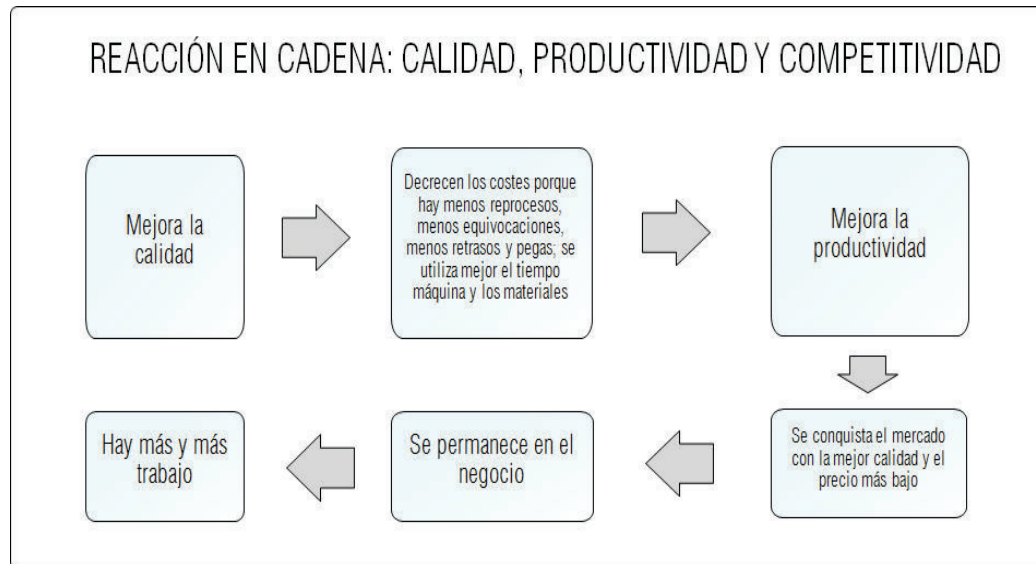 REACCIÓN EN CADENA: CALIDAD, PRODUCTIVIDAD Y COMPETITIVIDAD
Mejora la
calidad
Decrecen los costes porque
hay menos reprocesos,
menos equivocaciones,
menos retrasos y pegas; se
utiliza mejor el tiempo
máquina y los materiales
Mejora la
productividad
Se conquista el mercado
con la mejor calidad y el
precio más bajo
Se permanece en el
negocio
Hay más y más
trabajo